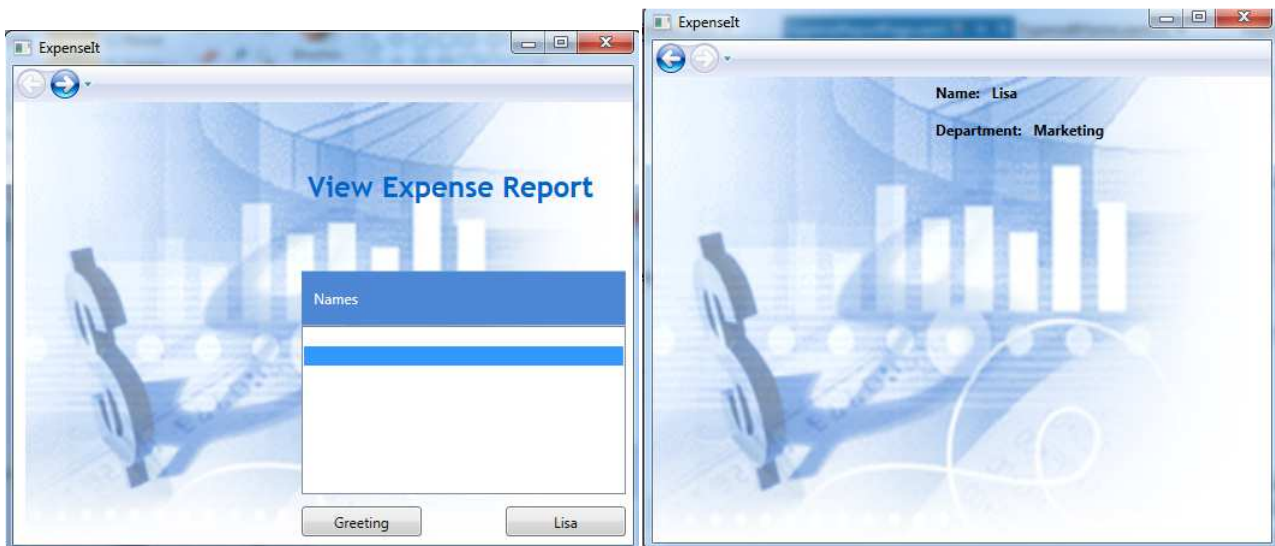 ExpenseIt
View Expense Report
Names
Greeting
Lisa
ExpenseIt
Name: Lisa
Department: Marketing